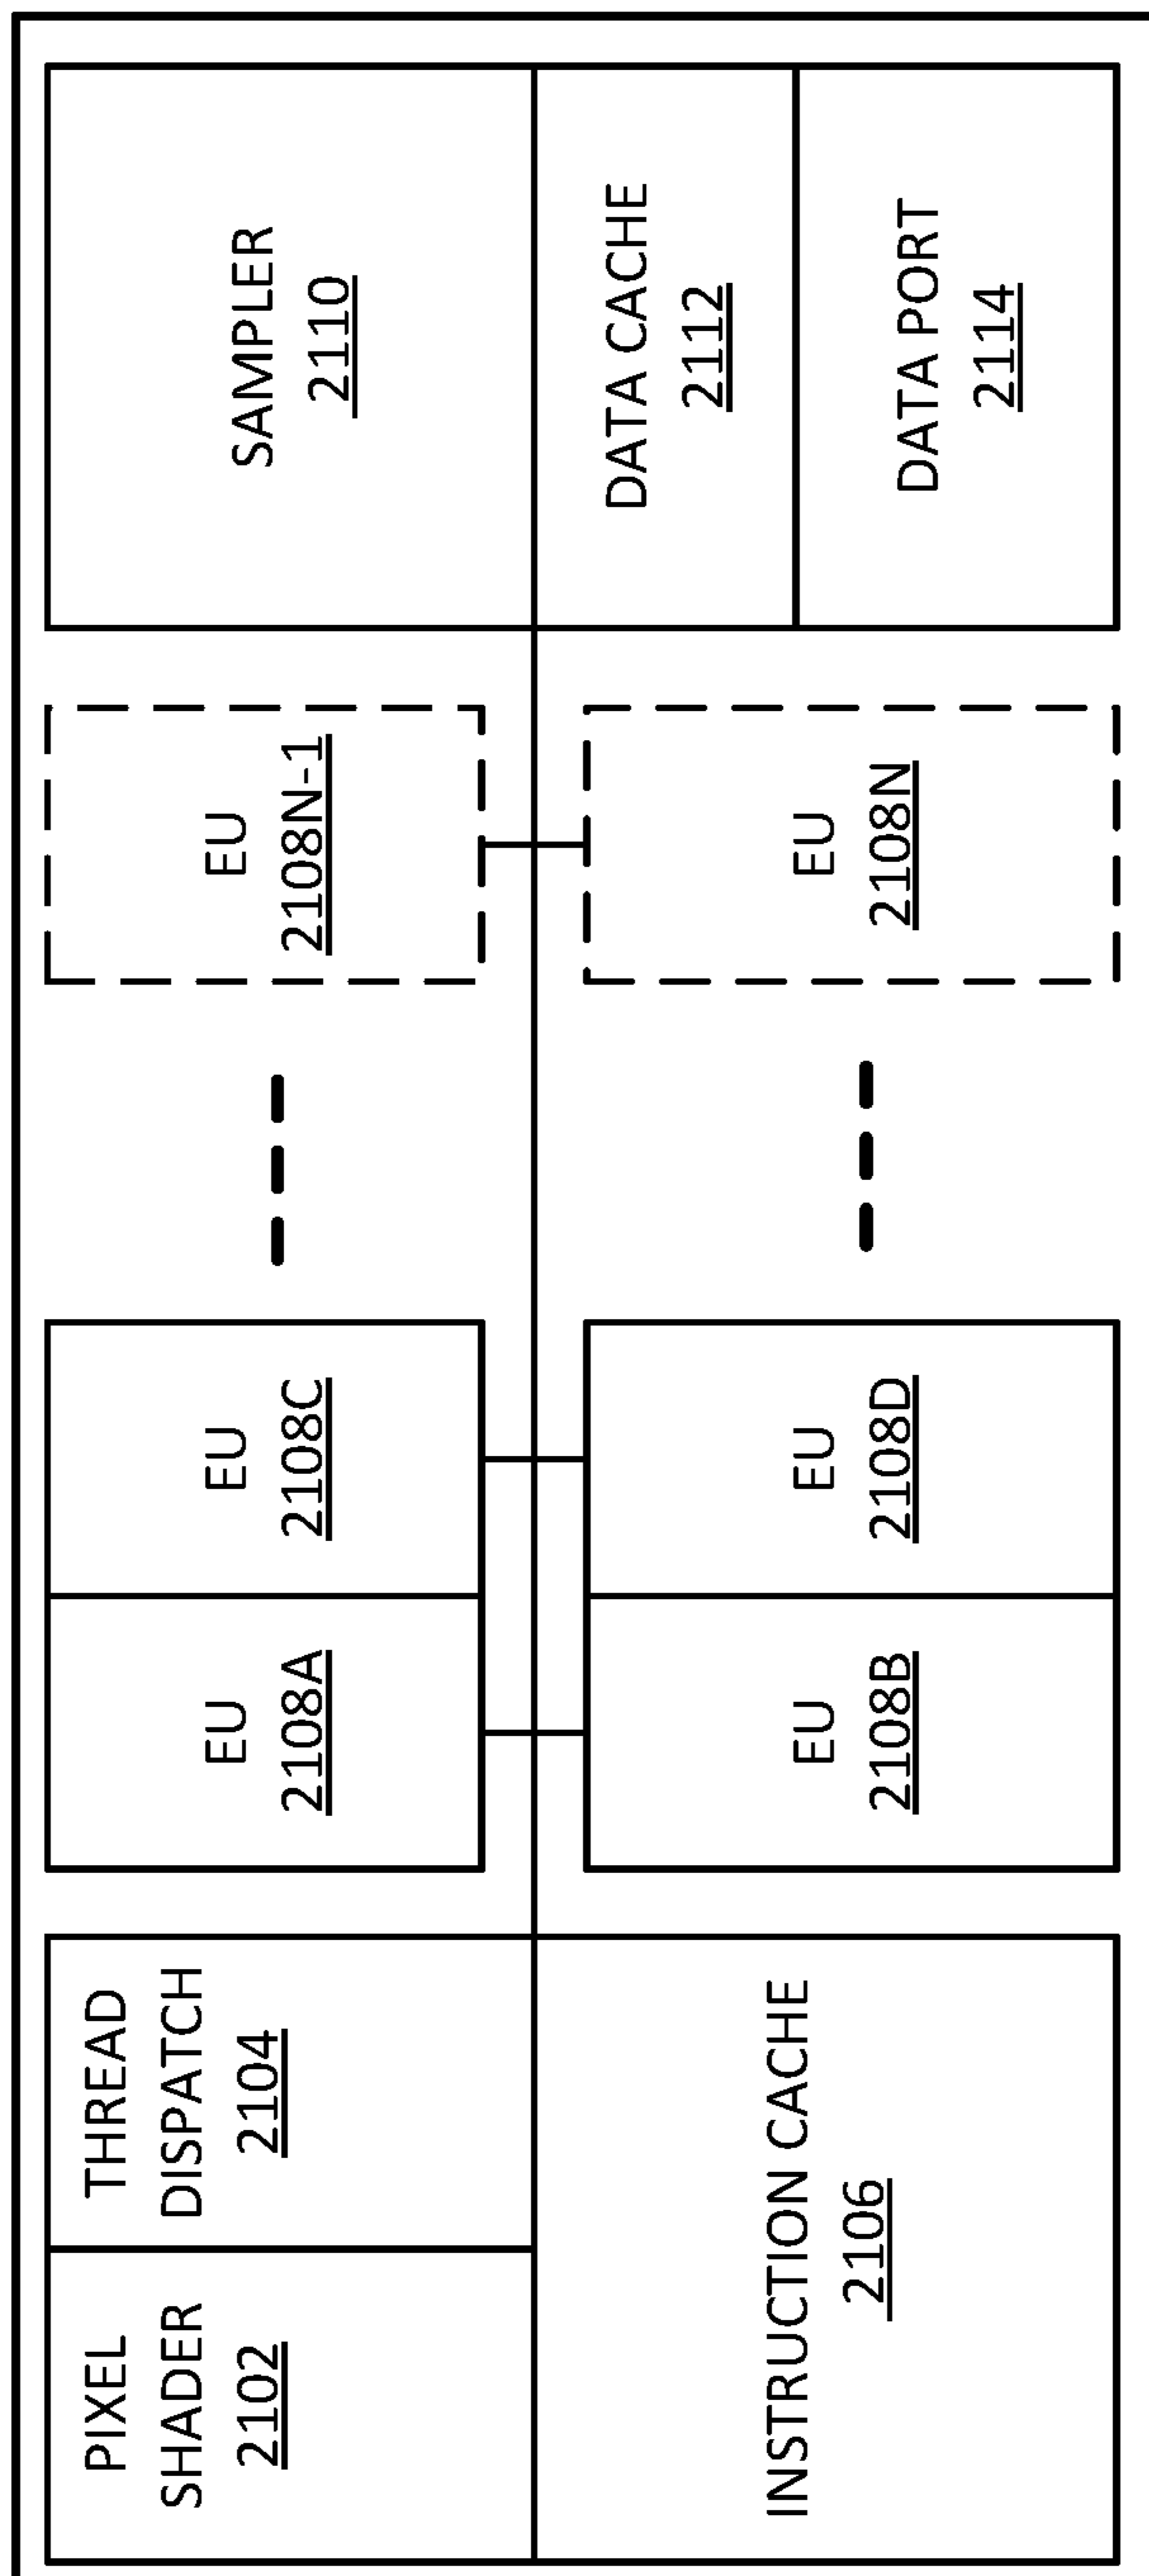 PIXEL
SHADER
2102
THREAD
DISPATCH
2104
INSTRUCTION CACHE
2106
EU
2108A
EU
2108C
EU
2108B
EU
2108D
EU
2108N-1
EU
2108N
SAMPLER
2110
DATA CACHE
2112
DATA PORT
2114